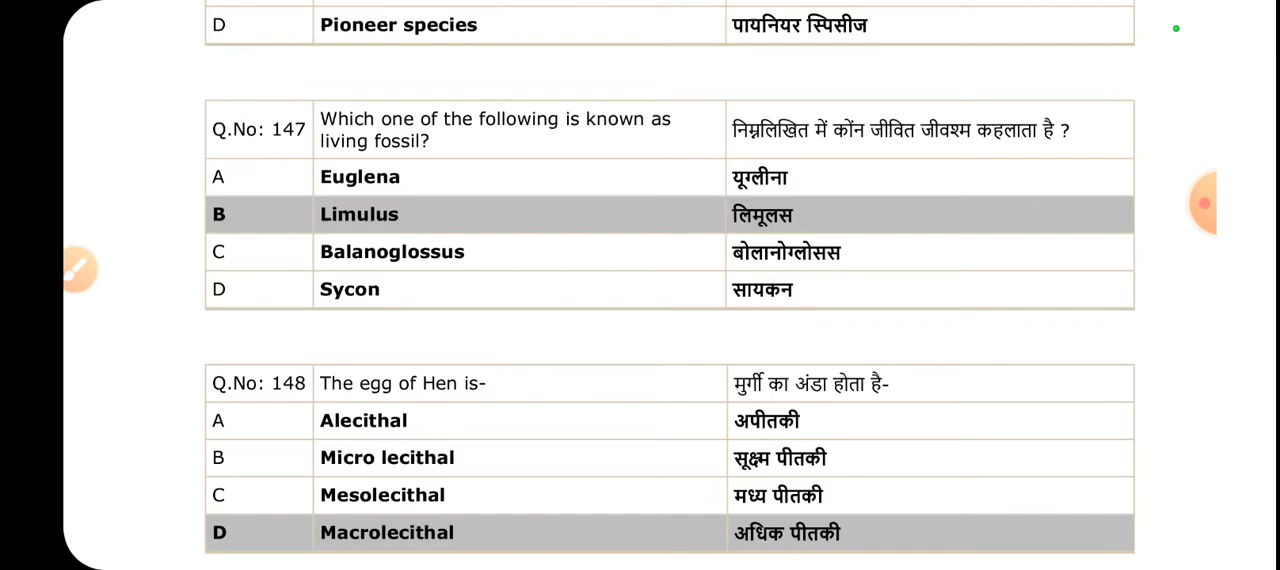 D Pioneer species पायनियर स्पिसीज
Q.No: 147 Which one of the following is known as living fossil? निम्नलिखित में कोंन जीवित जीवश्म कहलाता है ?
A Euglena यूग्लीना
B Limulus लिमूलस
C Balanoglossus बोलानोग्लोसस
D Sycon सायकन
Q.No: 148 The egg of Hen is- मुर्गी का अंडा होता है-
A Alecithal अपीतकी
B Micro lecithal सूक्ष्म पीतकी
C Mesolecithal मध्य पीतकी
D Macrolecithal अधिक पीतकी